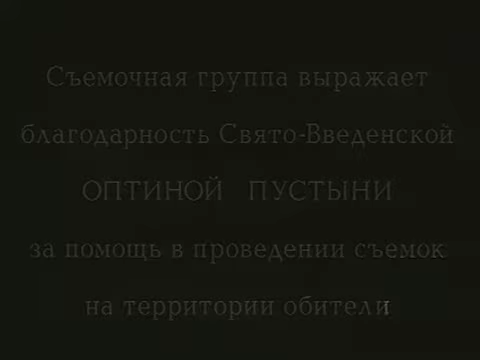 Съемочная группа выражает
благодарность Свято-Введенской
ОПТИНОЙ ПУСТЫНИ
за помощь в проведении съемок
на территории обители